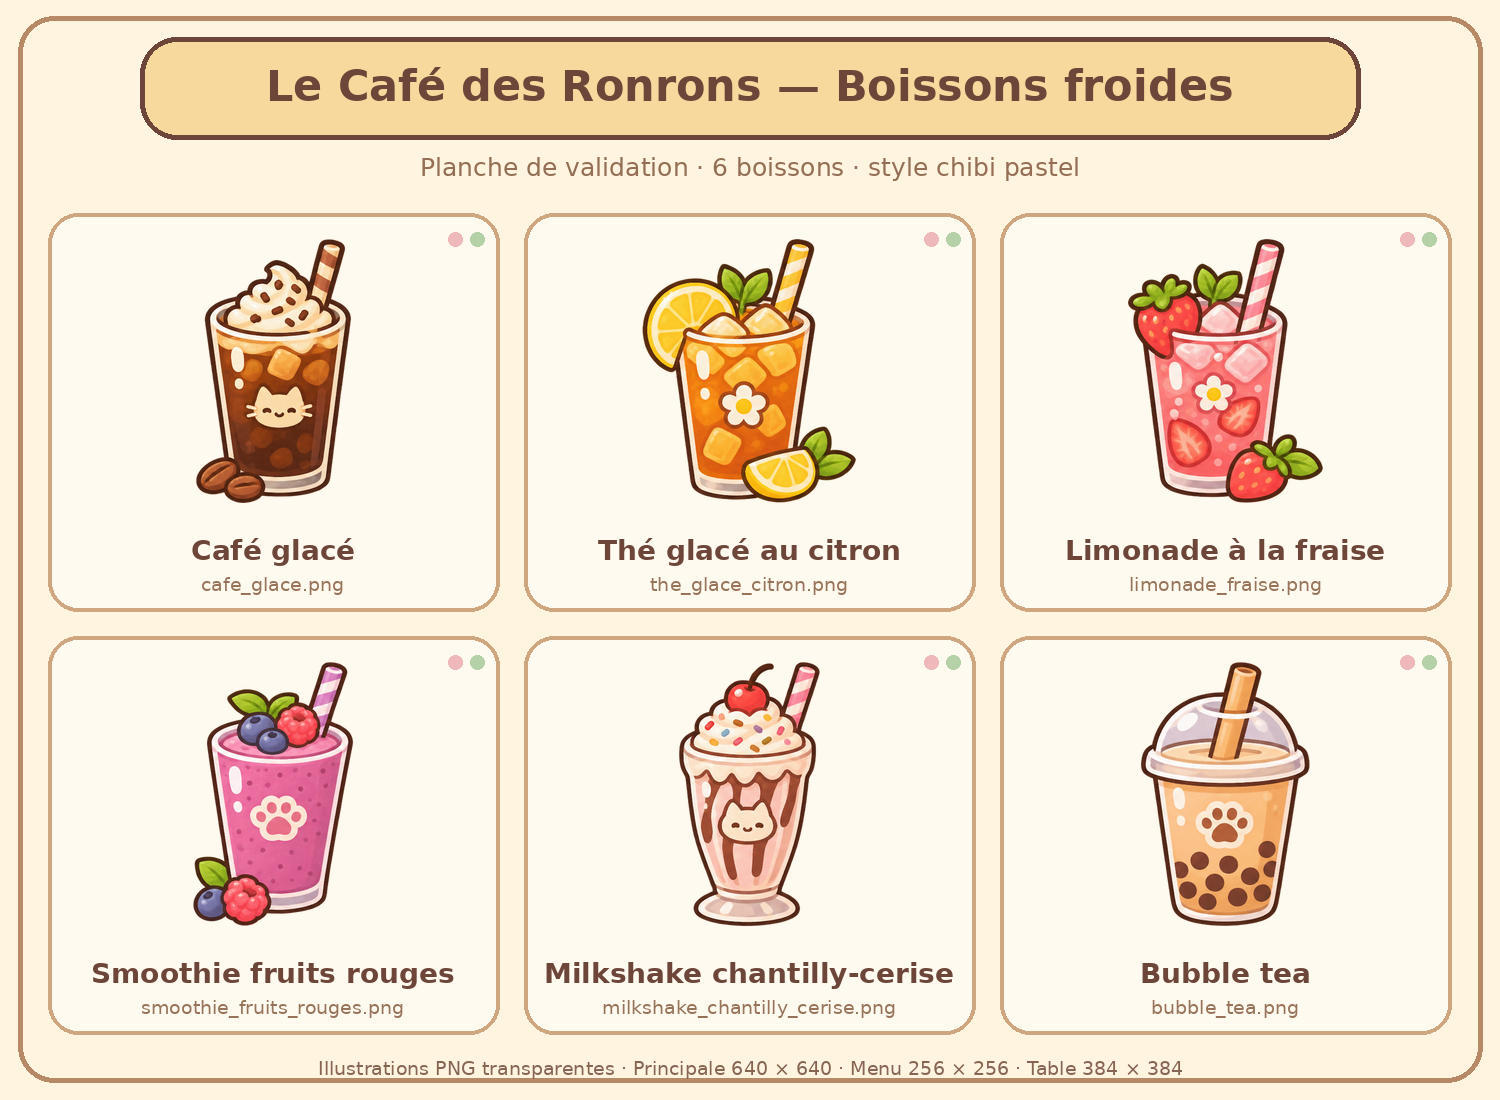 Le Café des Ronrons — Boissons froides
Planche de validation · 6 boissons · style chibi pastel
Café glacé
cafe_glace.png
Thé glacé au citron
the_glace_citron.png
Limonade à la fraise
limonade_fraise.png
Smoothie fruits rouges
smoothie_fruits_rouges.png
Milkshake chantilly-cerise
milkshake_chantilly_cerise.png
Bubble tea
bubble_tea.png
Illustrations PNG transparentes · Principale 640 × 640 · Menu 256 × 256 · Table 384 × 384